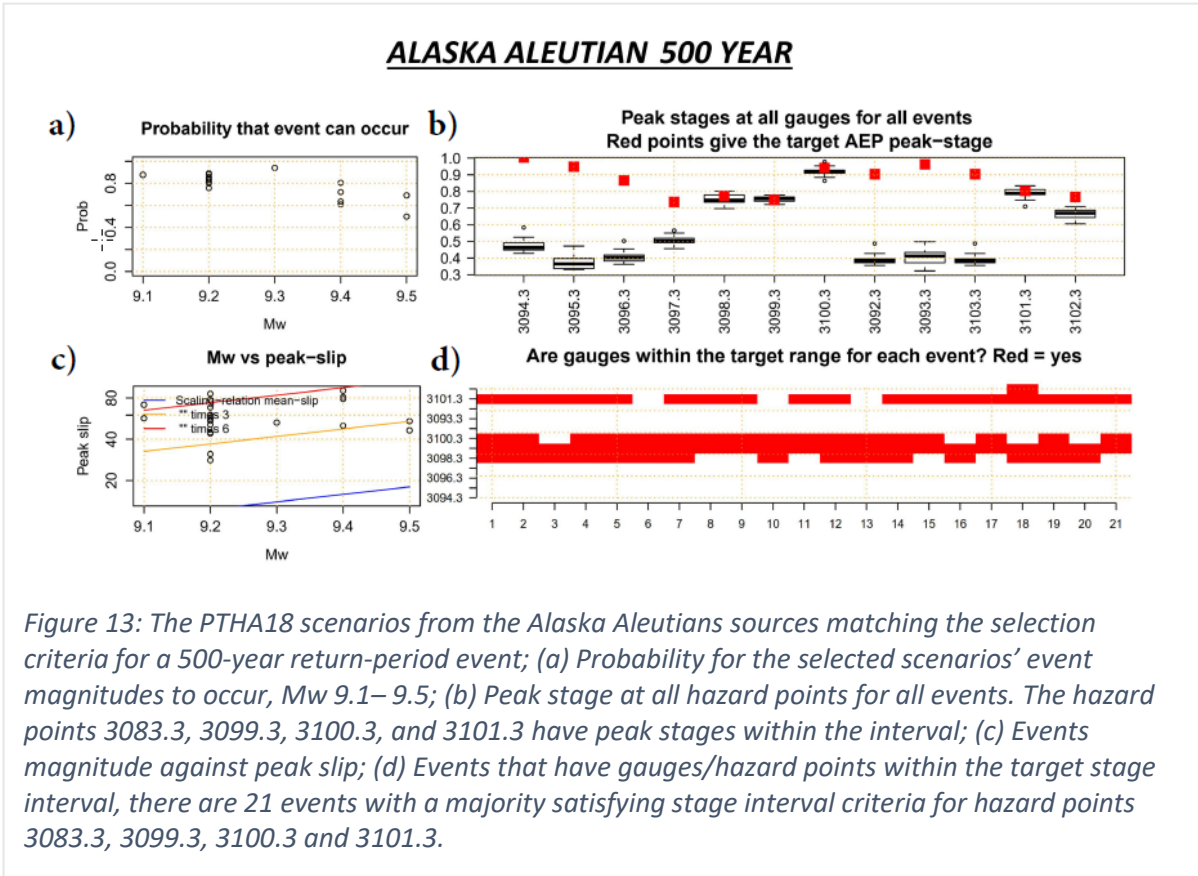 ALASKA ALEUTIAN 500 YEAR
a)
Probability that event can occur
Prob
0.0
0.4
0.8
9.1 9.2 9.3 9.4 9.5
Mw
b)
Peak stages at all gauges for all events
Red points give the target AEP peak−stage
1.0
0.9
0.8
0.7
0.6
0.5
0.4
0.3
3094.3 3095.3 3096.3 3097.3 3098.3 3099.3 3100.3 3092.3 3093.3 3103.3 3101.3 3102.3
c)
Mw vs peak−slip
Peak slip
80
40
20
Scaling−relation mean−slip
" times 3
" times 6
9.1 9.2 9.3 9.4 9.5
Mw
d)
Are gauges within the target range for each event? Red = yes
3101.3
3093.3
3100.3
3098.3
3096.3
3094.3
1 2 3 4 5 6 7 8 9 10 11 12 13 14 15 16 17 18 19 20 21
Figure 13: The PTHA18 scenarios from the Alaska Aleutians sources matching the selection
criteria for a 500-year return-period event; (a) Probability for the selected scenarios’ event
magnitudes to occur, Mw 9.1– 9.5; (b) Peak stage at all hazard points for all events. The hazard
points 3083.3, 3099.3, 3100.3, and 3101.3 have peak stages within the interval; (c) Events
magnitude against peak slip; (d) Events that have gauges/hazard points within the target stage
interval, there are 21 events with a majority satisfying stage interval criteria for hazard points
3083.3, 3099.3, 3100.3 and 3101.3.